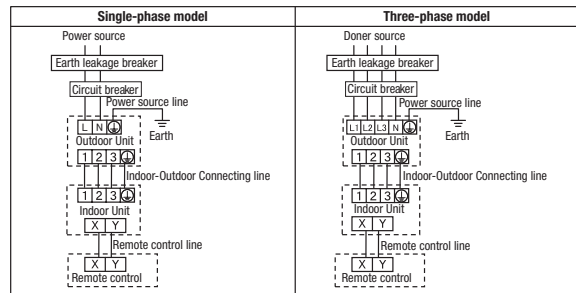 Single-phase model
Power source
Earth leakage breaker
Circuit breaker
Power source line
L N
Earth
Outdoor Unit
1 2 3
Indoor-Outdoor Connecting line
1 2 3
Indoor Unit
X Y
Remote control line
X Y
Remote control
Three-phase model
Doner source
Earth leakage breaker
Circuit breaker
Power source line
L1 L2 L3 N
Earth
Outdoor Unit
1 2 3
Indoor-Outdoor Connecting line
1 2 3
Indoor Unit
X Y
Remote control line
X Y
Remote control